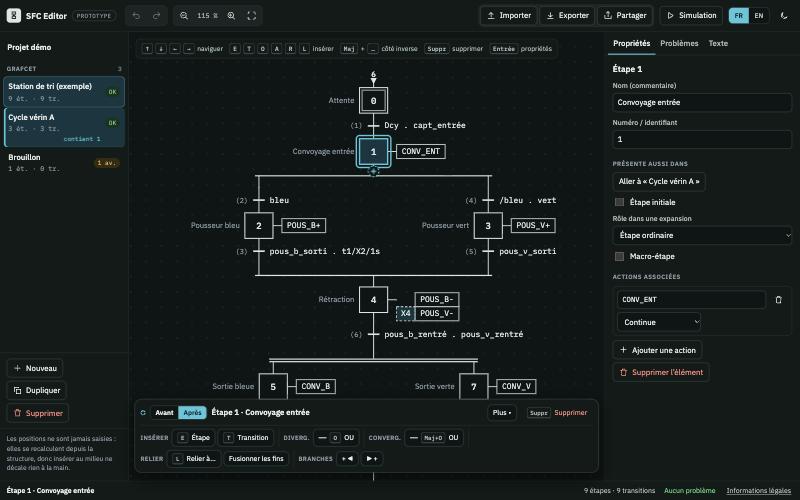 SFC Editor PROTOTYPE 115 % Importer Exporter Partager Simulation FR EN
Projet démo
GRAFCET 3
Station de tri (exemple)
9 ét. · 9 tr. OK
Cycle vérin A
3 ét. · 3 tr. OK
contient 1
Brouillon
1 ét. · 0 tr. 1 av.
Nouveau
Dupliquer
Supprimer
Les positions ne sont jamais saisies :
elles se recalculent depuis la
structure, donc insérer au milieu ne
décale rien à la main.
↑ ↓ ← → naviguer E T O A R L insérer Maj + … côté inverse Suppr supprimer Entrée propriétés
6
Attente 0
(1) Dcy . capt_entrée
Convoyage entrée 1 CONV_ENT
(2) bleu (4) /bleu . vert
Pousseur bleu 2 POUS_B+ Pousseur vert 3 POUS_V+
(3) pous_b_sorti . t1/X2/1s (5) pous_v_sorti
Rétraction 4 POUS_B-
X4 POUS_V-
(6) pous_b_rentré . pous_v_rentré
Sortie bleue 5 CONV_B Sortie verte 7 CONV_V
Avant Après Étape 1 · Convoyage entrée Plus Suppr Supprimer
INSÉRER E Étape T Transition DIVERG. O OU CONVERG. Maj+O OU
RELIER L Relier à… Fusionner les fins BRANCHES + ◀ ▶ +
Propriétés Problèmes Texte
Étape 1
Nom (commentaire)
Convoyage entrée
Numéro / identifiant
1
PRÉSENTE AUSSI DANS
Aller à « Cycle vérin A »
Étape initiale
Rôle dans une expansion
Étape ordinaire
Macro-étape
ACTIONS ASSOCIÉES
CONV_ENT
Continue
Ajouter une action
Supprimer l'élément
Étape 1 · Convoyage entrée 9 étapes · 9 transitions Aucun problème Informations légales